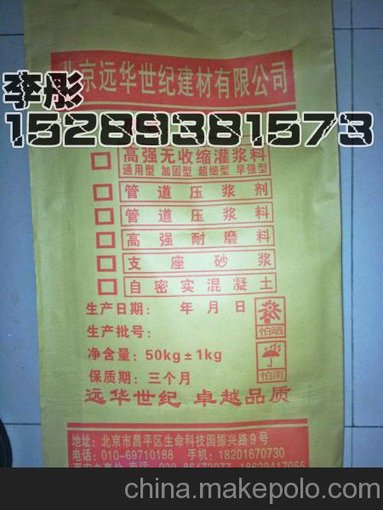 北京远华世纪建材有限公司
李彤
15289381573
高强无收缩灌浆料
通用型 加固型 超细型 早强型
管道压浆剂
管道压浆料
高强耐磨料
支座砂浆
自密实混凝土
生产日期： 年 月 日
怕晒
生产批号：
净含量：50kg±1kg
怕雨
保质期：三个月
远华世纪 卓越品质
地址：北京市昌平区生命科技园振兴路9号
电话：010-69710188 手机：18201670730
china.makepolo.com